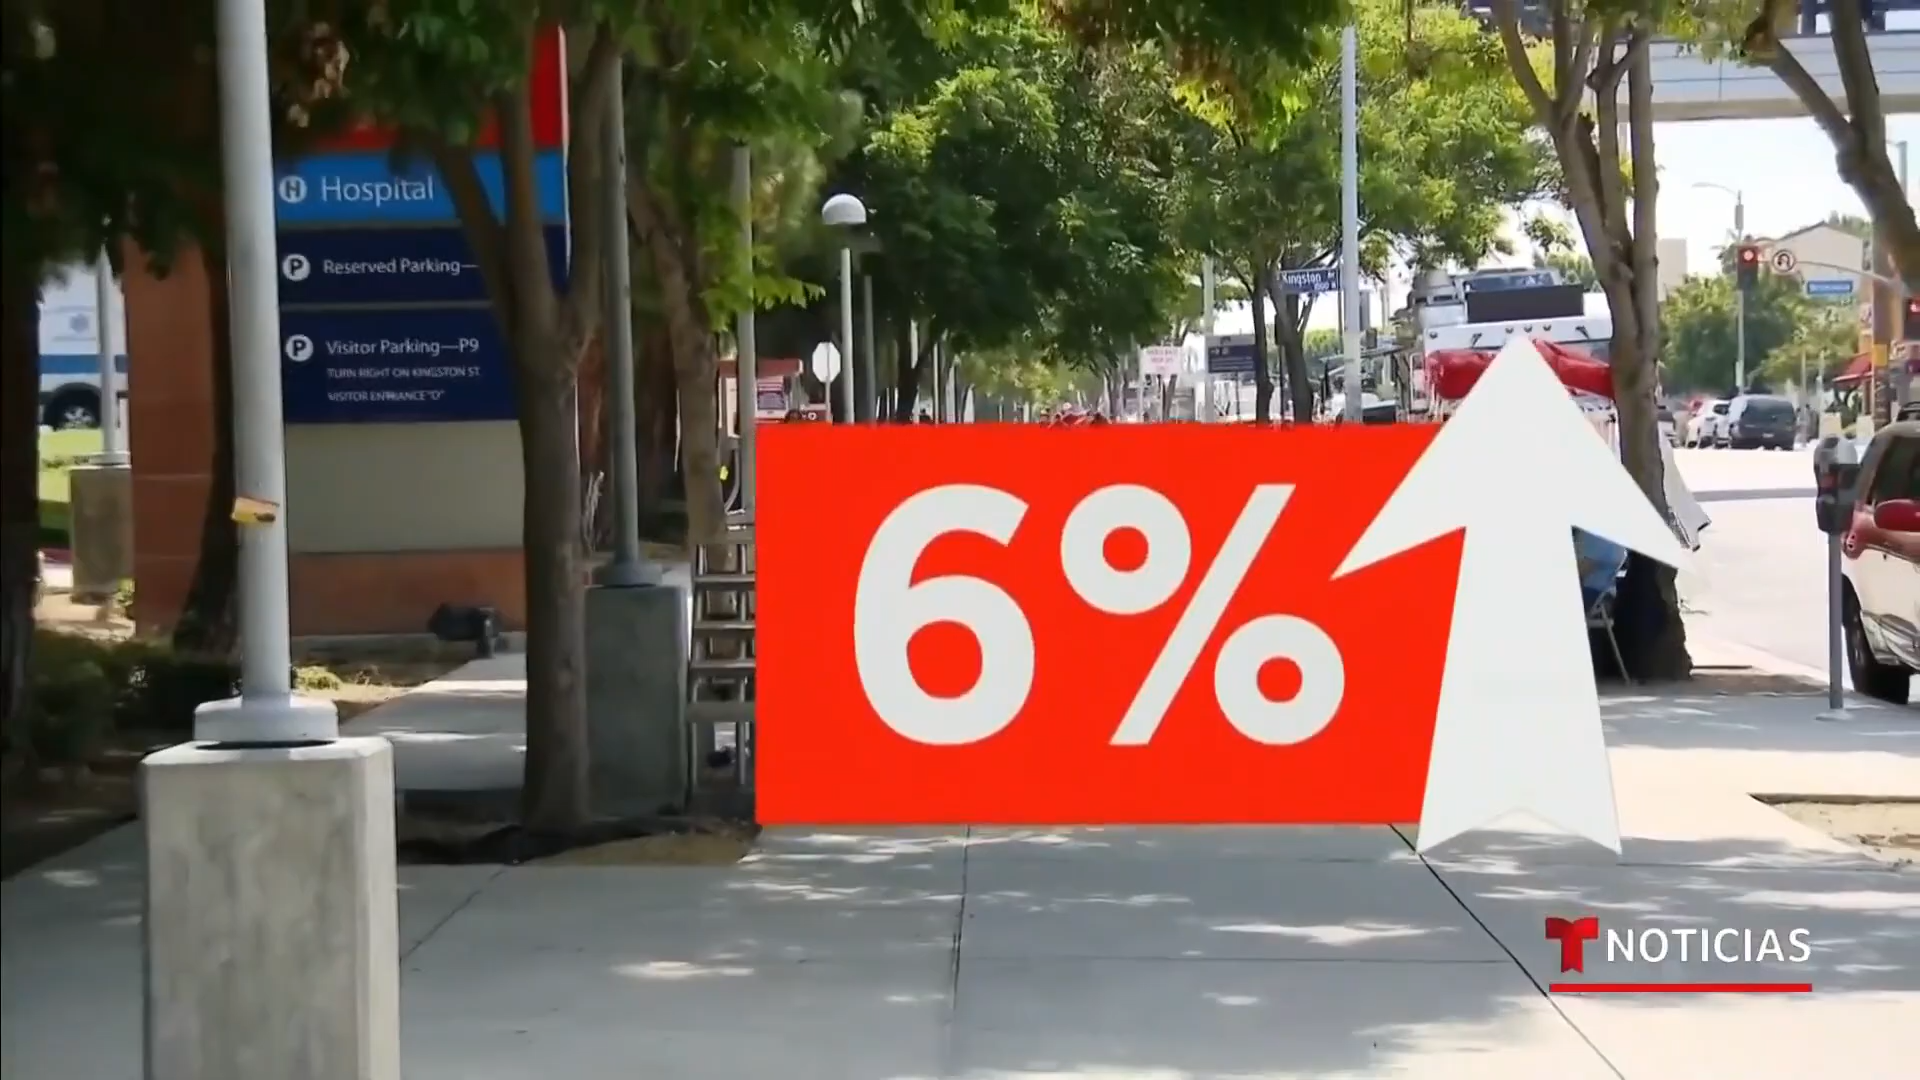 H Hospital
P Reserved Parking—
P Visitor Parking—P9
TURN RIGHT ON KINGSTON ST.
VISITOR ENTRANCE "D"
Kingston
6%
T NOTICIAS